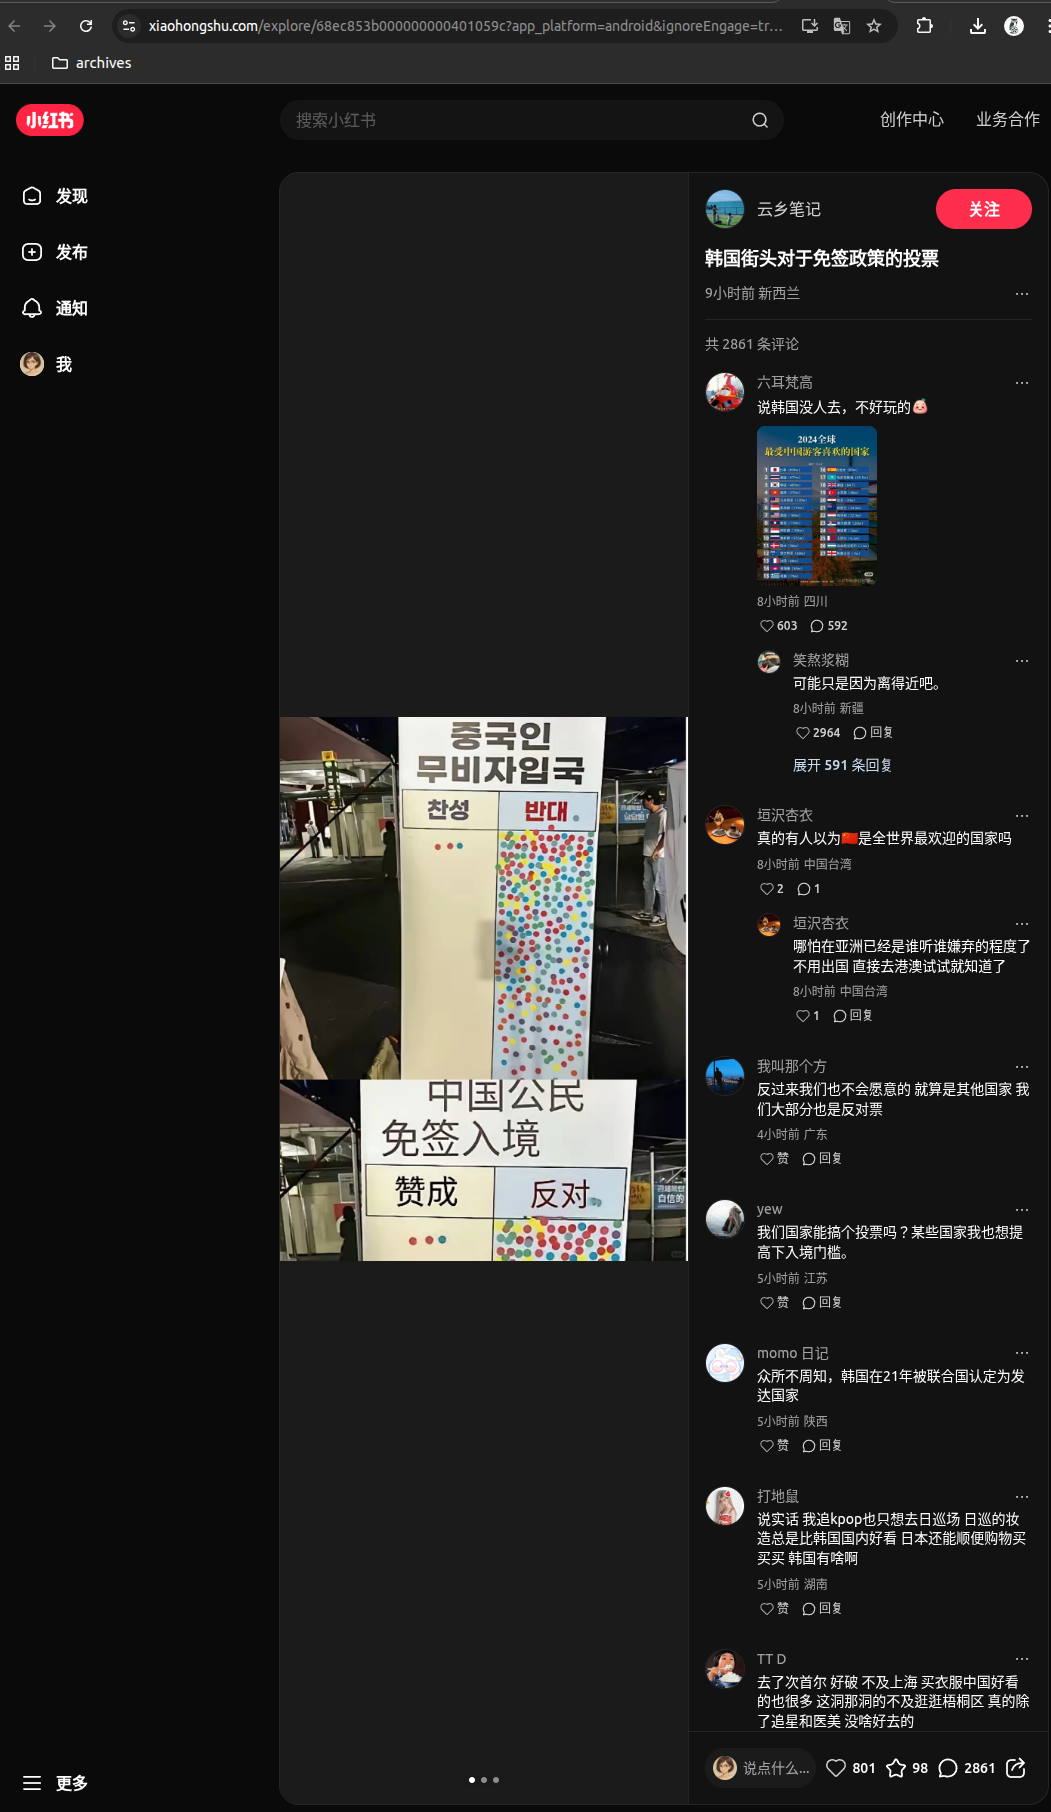 xiaohongshu.com/explore/68ec853b000000000401059c?app_platform=android&ignoreEngage=tr...
archives
小红书
搜索小红书
创作中心
业务合作
发现
发布
通知
我
更多
중국인
무비자입국
찬성
반대
中国公民
免签入境
赞成
反对
自信的
云乡笔记
关注
韩国街头对于免签政策的投票
9小时前 新西兰
共 2861 条评论
六耳梵高
说韩国没人去，不好玩的
2024全球
最受中国游客喜欢的国家
8小时前 四川
603
592
笑熬浆糊
可能只是因为离得近吧。
8小时前 新疆
2964
回复
展开 591 条回复
垣沢杏衣
真的有人以为🇨🇳是全世界最欢迎的国家吗
8小时前 中国台湾
2
1
垣沢杏衣
哪怕在亚洲已经是谁听谁嫌弃的程度了
不用出国 直接去港澳试试就知道了
8小时前 中国台湾
1
回复
我叫那个方
反过来我们也不会愿意的 就算是其他国家 我
们大部分也是反对票
4小时前 广东
赞
回复
yew
我们国家能搞个投票吗？某些国家我也想提
高下入境门槛。
5小时前 江苏
赞
回复
momo 日记
众所不周知，韩国在21年被联合国认定为发
达国家
5小时前 陕西
赞
回复
打地鼠
说实话 我追kpop也只想去日巡场 日巡的妆
造总是比韩国国内好看 日本还能顺便购物买
买买 韩国有啥啊
5小时前 湖南
赞
回复
TT D
去了次首尔 好破 不及上海 买衣服中国好看
的也很多 这洞那洞的不及逛逛梧桐区 真的除
了追星和医美 没啥好去的
说点什么...
801
98
2861